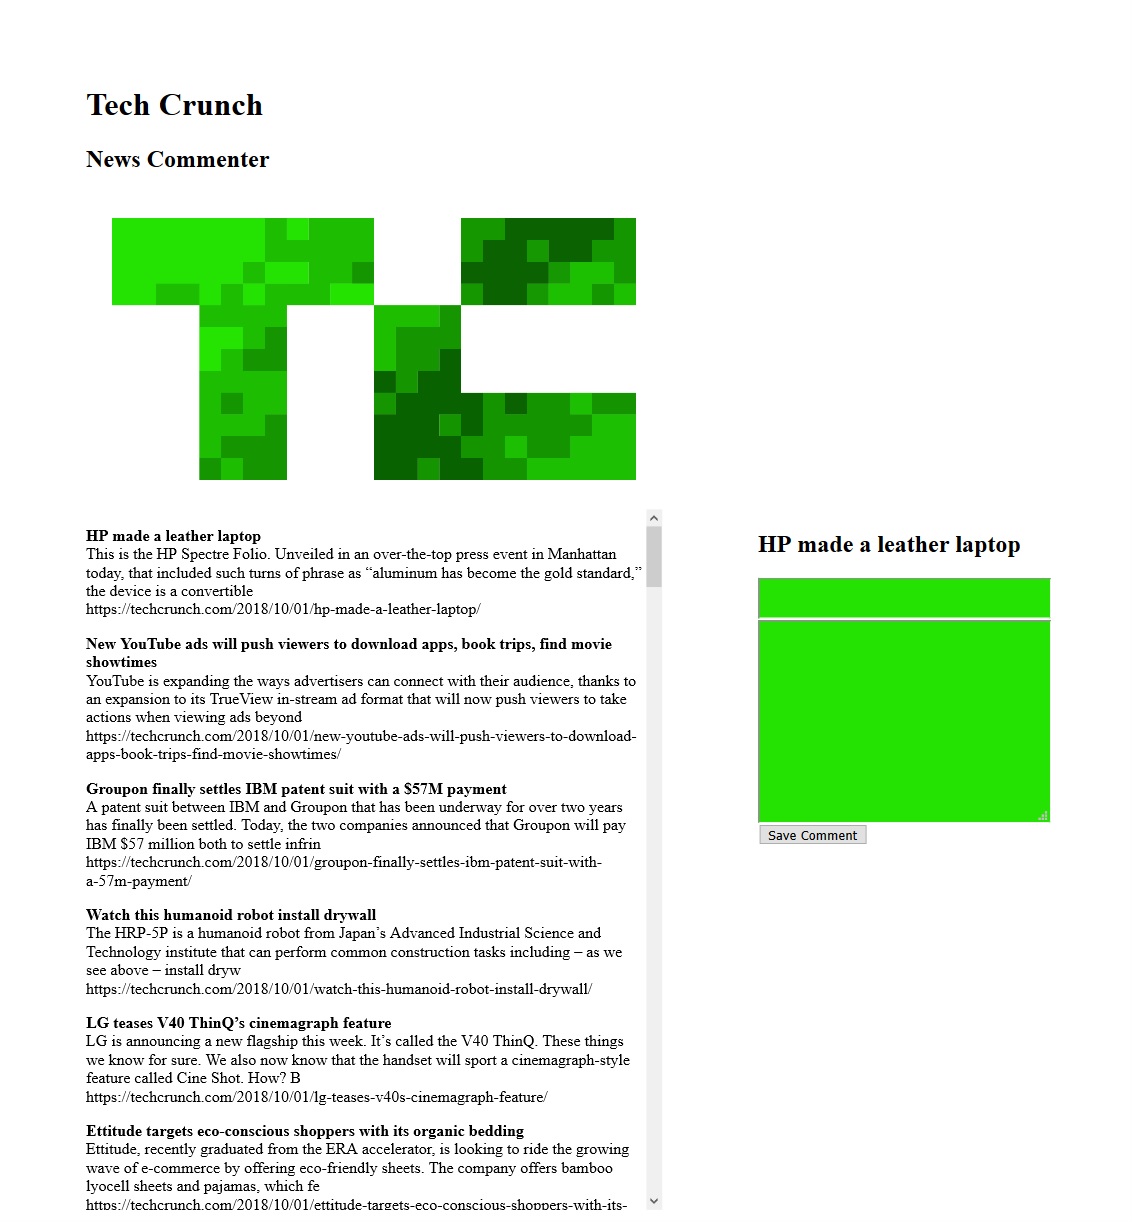 Tech Crunch
News Commenter
TC
HP made a leather laptop
This is the HP Spectre Folio. Unveiled in an over-the-top press event in Manhattan
today, that included such turns of phrase as “aluminum has become the gold standard,”
the device is a convertible
https://techcrunch.com/2018/10/01/hp-made-a-leather-laptop/
New YouTube ads will push viewers to download apps, book trips, find movie
showtimes
YouTube is expanding the ways advertisers can connect with their audience, thanks to
an expansion to its TrueView in-stream ad format that will now push viewers to take
actions when viewing ads beyond
https://techcrunch.com/2018/10/01/new-youtube-ads-will-push-viewers-to-download-
apps-book-trips-find-movie-showtimes/
Groupon finally settles IBM patent suit with a $57M payment
A patent suit between IBM and Groupon that has been underway for over two years
has finally been settled. Today, the two companies announced that Groupon will pay
IBM $57 million both to settle infrin
https://techcrunch.com/2018/10/01/groupon-finally-settles-ibm-patent-suit-with-
a-57m-payment/
Watch this humanoid robot install drywall
The HRP-5P is a humanoid robot from Japan’s Advanced Industrial Science and
Technology institute that can perform common construction tasks including – as we
see above – install dryw
https://techcrunch.com/2018/10/01/watch-this-humanoid-robot-install-drywall/
LG teases V40 ThinQ’s cinemagraph feature
LG is announcing a new flagship this week. It’s called the V40 ThinQ. These things
we know for sure. We also now know that the handset will sport a cinemagraph-style
feature called Cine Shot. How? B
https://techcrunch.com/2018/10/01/lg-teases-v40s-cinemagraph-feature/
Ettitude targets eco-conscious shoppers with its organic bedding
Ettitude, recently graduated from the ERA accelerator, is looking to ride the growing
wave of e-commerce by offering eco-friendly sheets. The company offers bamboo
lyocell sheets and pajamas, which fe
https://techcrunch.com/2018/10/01/ettitude-targets-eco-conscious-shoppers-with-its-
HP made a leather laptop
Save Comment